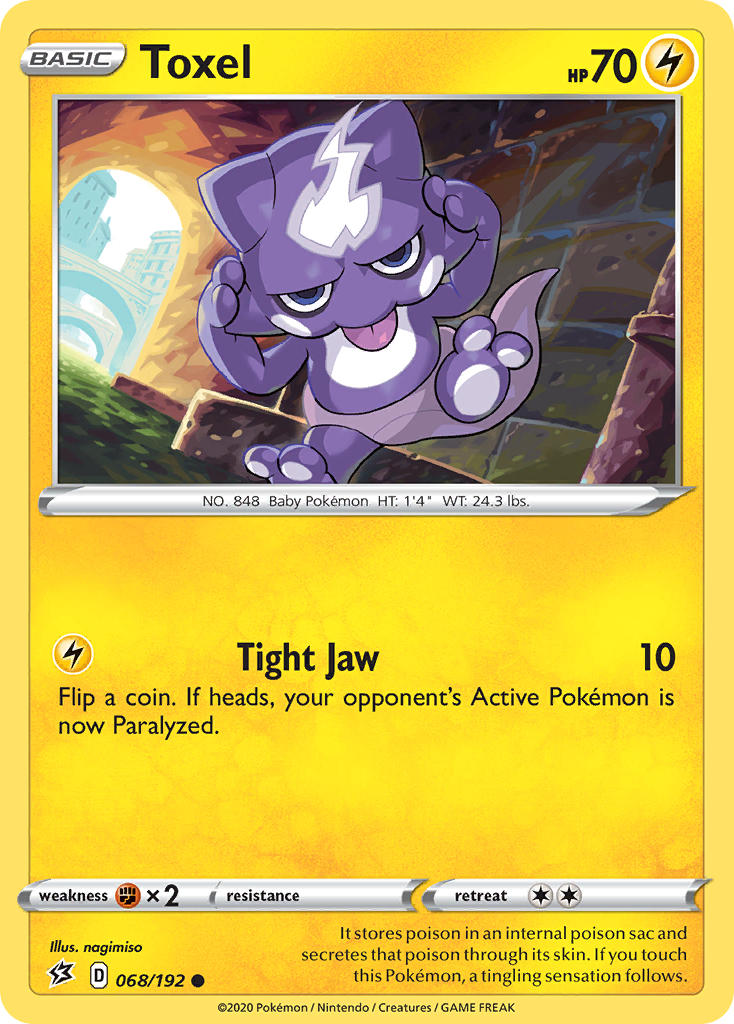 BASIC Toxel HP 70
NO. 848 Baby Pokémon HT: 1'4" WT: 24.3 lbs.
Tight Jaw 10
Flip a coin. If heads, your opponent's Active Pokémon is
now Paralyzed.
weakness ×2 resistance retreat
It stores poison in an internal poison sac and
secretes that poison through its skin. If you touch
this Pokémon, a tingling sensation follows.
Illus. nagimiso
D 068/192
©2020 Pokémon / Nintendo / Creatures / GAME FREAK